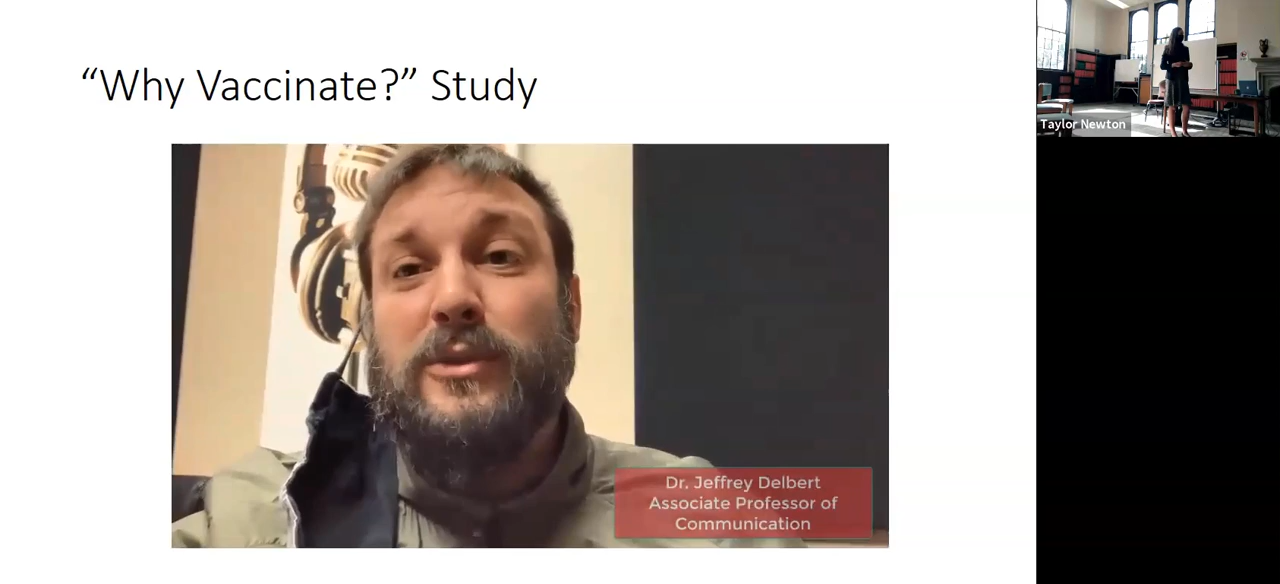 “Why Vaccinate?” Study
Taylor Newton
Dr. Jeffrey Delbert
Associate Professor of
Communication